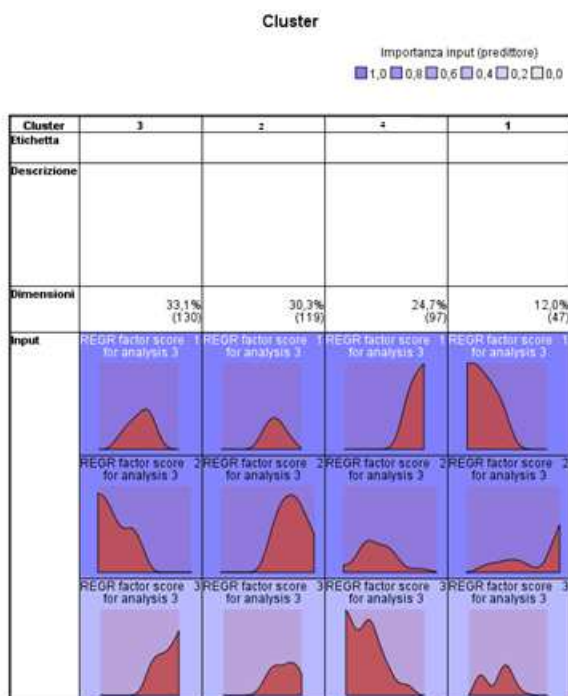 Cluster
Importanza input (predittore)
1,0 0,8 0,6 0,4 0,2 0,0
Cluster 3 2 4 1
Etichetta
Descrizione
Dimensioni 33,1% 30,3% 24,7% 12,0%
(130) (119) (97) (47)
Input REGR factor score 1 REGR factor score 1 REGR factor score 1 REGR factor score 1
for analysis 3 for analysis 3 for analysis 3 for analysis 3
REGR factor score 2 REGR factor score 2 REGR factor score 2 REGR factor score 2
for analysis 3 for analysis 3 for analysis 3 for analysis 3
REGR factor score 3 REGR factor score 3 REGR factor score 3 REGR factor score 3
for analysis 3 for analysis 3 for analysis 3 for analysis 3